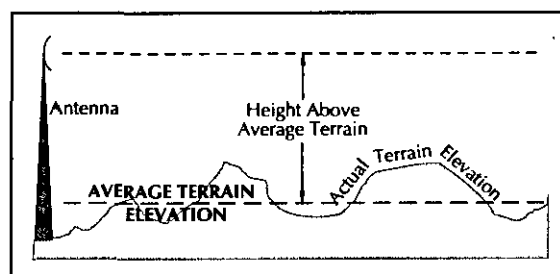 Antenna
Height Above
Average Terrain
Actual Terrain Elevation
AVERAGE TERRAIN
ELEVATION